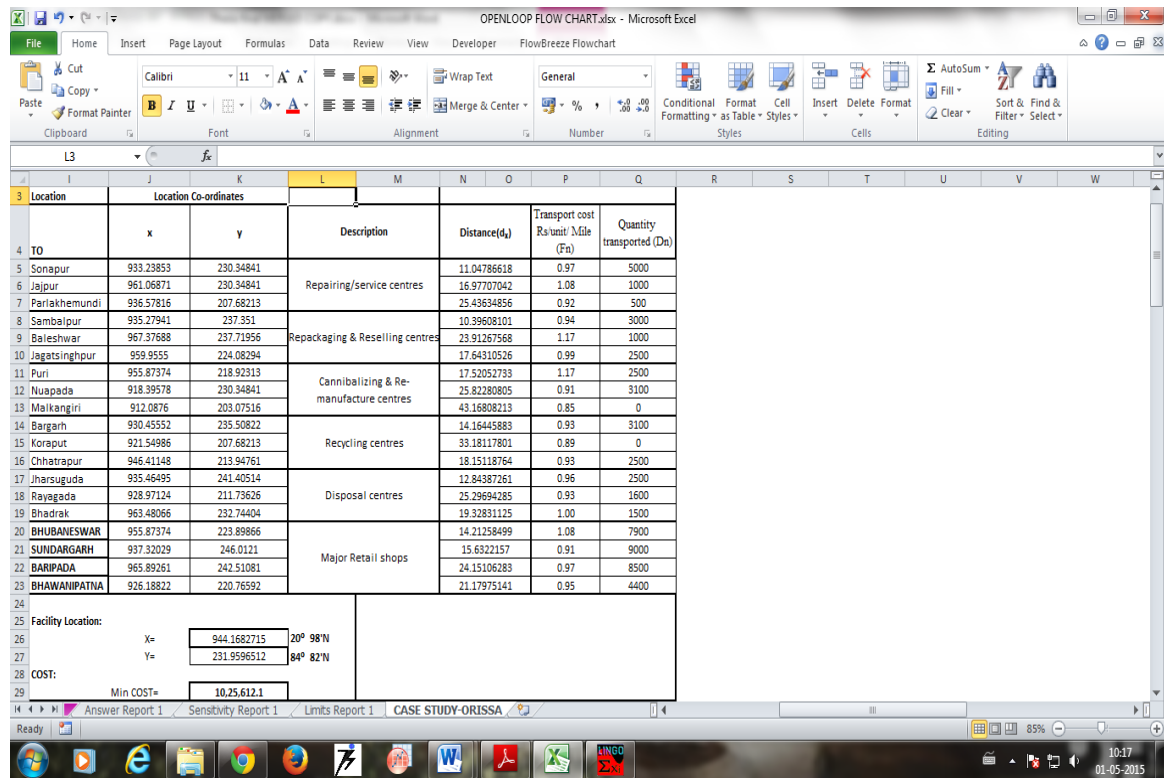 OPENLOOP FLOW CHART.xlsx - Microsoft Excel
File Home Insert Page Layout Formulas Data Review View Developer FlowBreeze Flowchart
Paste
Cut
Copy
Format Painter
Clipboard
Calibri 11
B I U
Font
Wrap Text
Merge & Center
Alignment
General
% ,
Number
Conditional Formatting
Format as Table
Cell Styles
Styles
Insert Delete Format
Cells
Σ AutoSum
Fill
Clear
Sort & Filter
Find & Select
Editing
L3 fx
I J K L M N O P Q R S T U V W
3 Location Location Co-ordinates
4 TO x y Description Distance(dₖ) Transport cost Rs/unit/ Mile (Fn) Quantity transported (Dn)
5 Sonapur 933.23853 230.34841 11.04786618 0.97 5000
6 Jajpur 961.06871 230.34841 Repairing/service centres 16.97707042 1.08 1000
7 Parlakhemundi 936.57816 207.68213 25.43634856 0.92 500
8 Sambalpur 935.27941 237.351 10.39608101 0.94 3000
9 Baleshwar 967.37688 237.71956 Repackaging & Reselling centres 23.91267568 1.17 1000
10 Jagatsinghpur 959.9555 224.08294 17.64310526 0.99 2500
11 Puri 955.87374 218.92313 17.52052733 1.17 2500
12 Nuapada 918.39578 230.34841 Cannibalizing & Re-manufacture centres 25.82280805 0.91 3100
13 Malkangiri 912.0876 203.07516 43.16808213 0.85 0
14 Bargarh 930.45552 235.50822 14.16445883 0.93 3100
15 Koraput 921.54986 207.68213 Recycling centres 33.18117801 0.89 0
16 Chhatrapur 946.41148 213.94761 18.15118764 0.93 2500
17 Jharsuguda 935.46495 241.40514 12.84387261 0.96 2500
18 Rayagada 928.97124 211.73626 Disposal centres 25.29694285 0.93 1600
19 Bhadrak 963.48066 232.74404 19.32831125 1.00 1500
20 BHUBANESWAR 955.87374 223.89866 14.21258499 1.08 7900
21 SUNDARGARH 937.32029 246.0121 Major Retail shops 15.6322157 0.91 9000
22 BARIPADA 965.89261 242.51081 24.15106283 0.97 8500
23 BHAWANIPATNA 926.18822 220.76592 21.17975141 0.95 4400
24
25 Facility Location:
26 X= 944.1682715 20⁰ 98'N
27 Y= 231.9596512 84⁰ 82'N
28 COST:
29 Min COST= 10,25,612.1
Answer Report 1 Sensitivity Report 1 Limits Report 1 CASE STUDY-ORISSA
Ready 85%
LINGO
10:17
01-05-2015